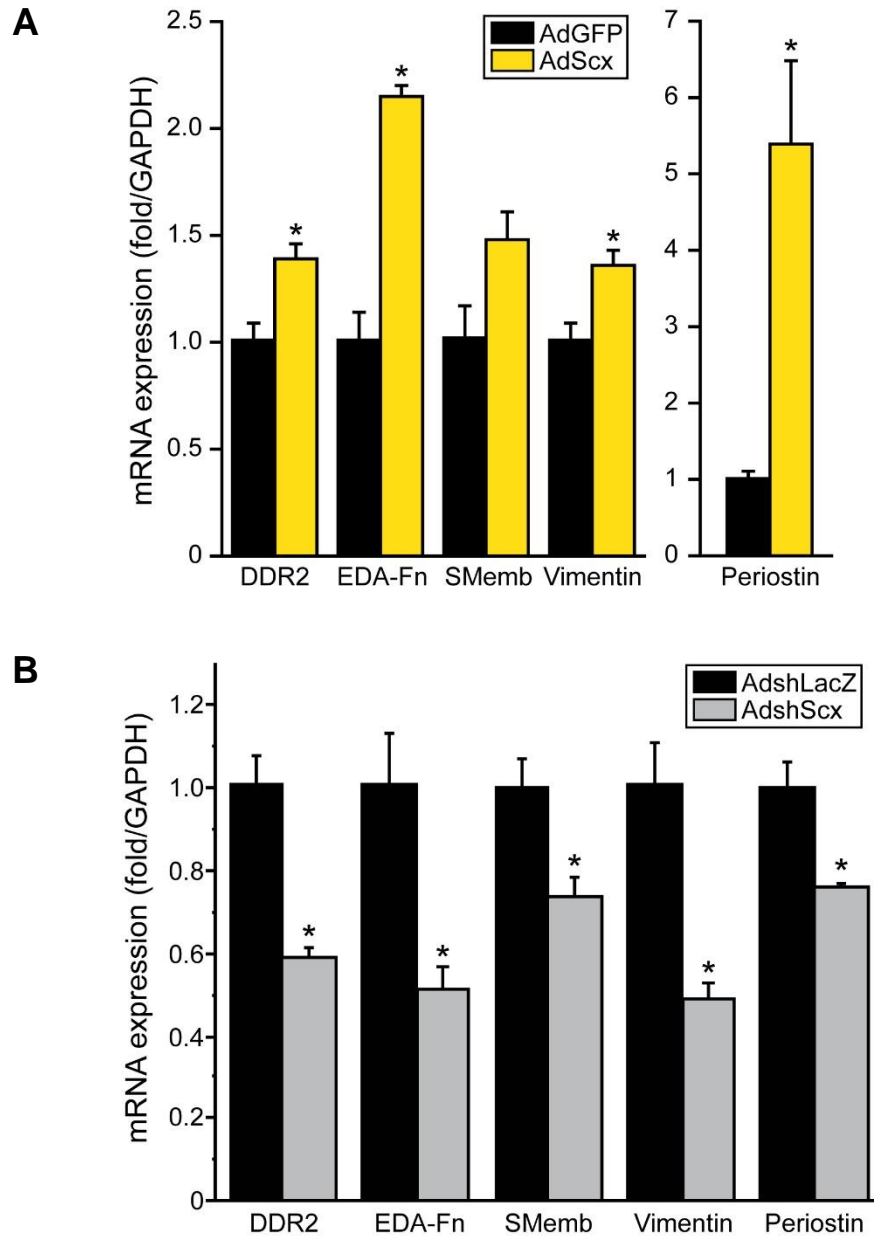 A
AdGFP
AdScx
mRNA expression (fold/GAPDH)
2.5
2.0
1.5
1.0
0.5
0
*
*
*
DDR2 EDA-Fn SMemb Vimentin
7
6
5
4
3
2
1
0
*
Periostin
B
AdshLacZ
AdshScx
mRNA expression (fold/GAPDH)
1.2
1.0
0.8
0.6
0.4
0.2
0
*
*
*
*
*
DDR2 EDA-Fn SMemb Vimentin Periostin